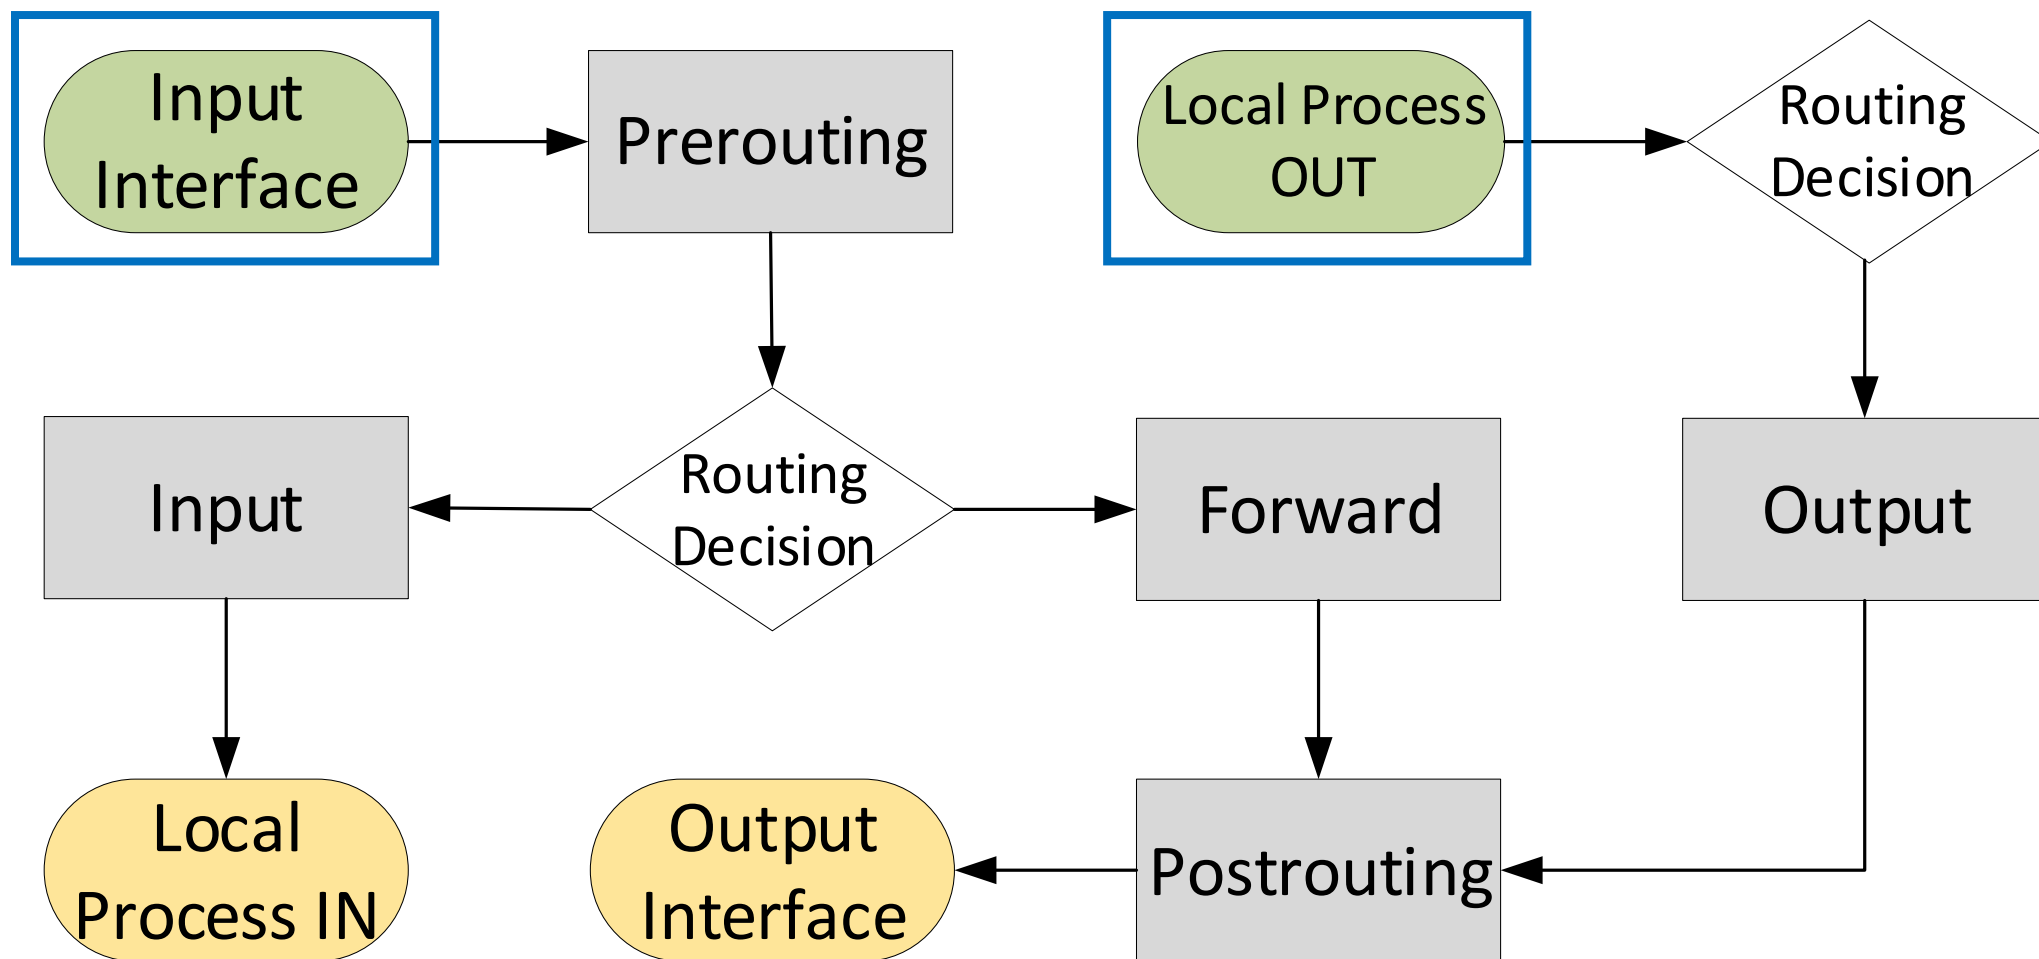 Input
Interface
Prerouting
Local Process
OUT
Routing
Decision
Input
Routing
Decision
Forward
Output
Local
Process IN
Output
Interface
Postrouting